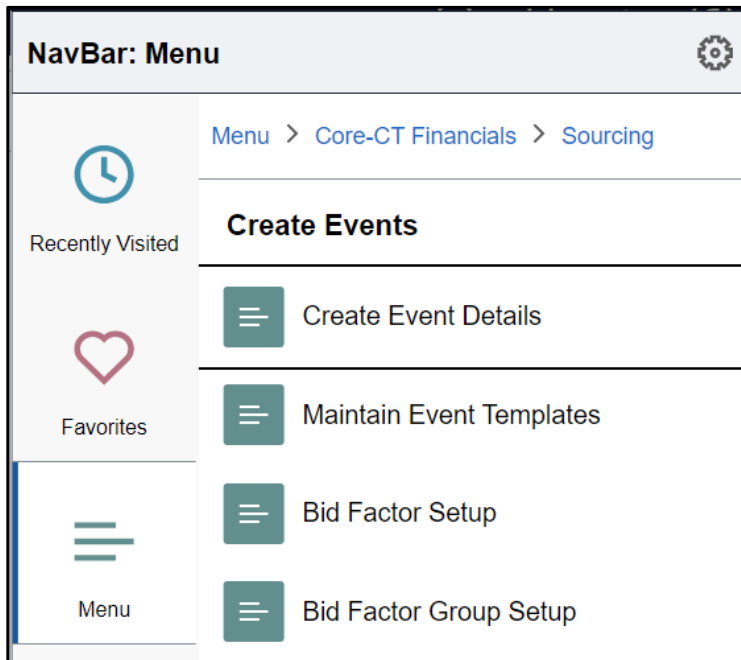 NavBar: Menu
Menu > Core-CT Financials > Sourcing
Recently Visited
Create Events
Create Event Details
Favorites
Maintain Event Templates
Bid Factor Setup
Menu
Bid Factor Group Setup